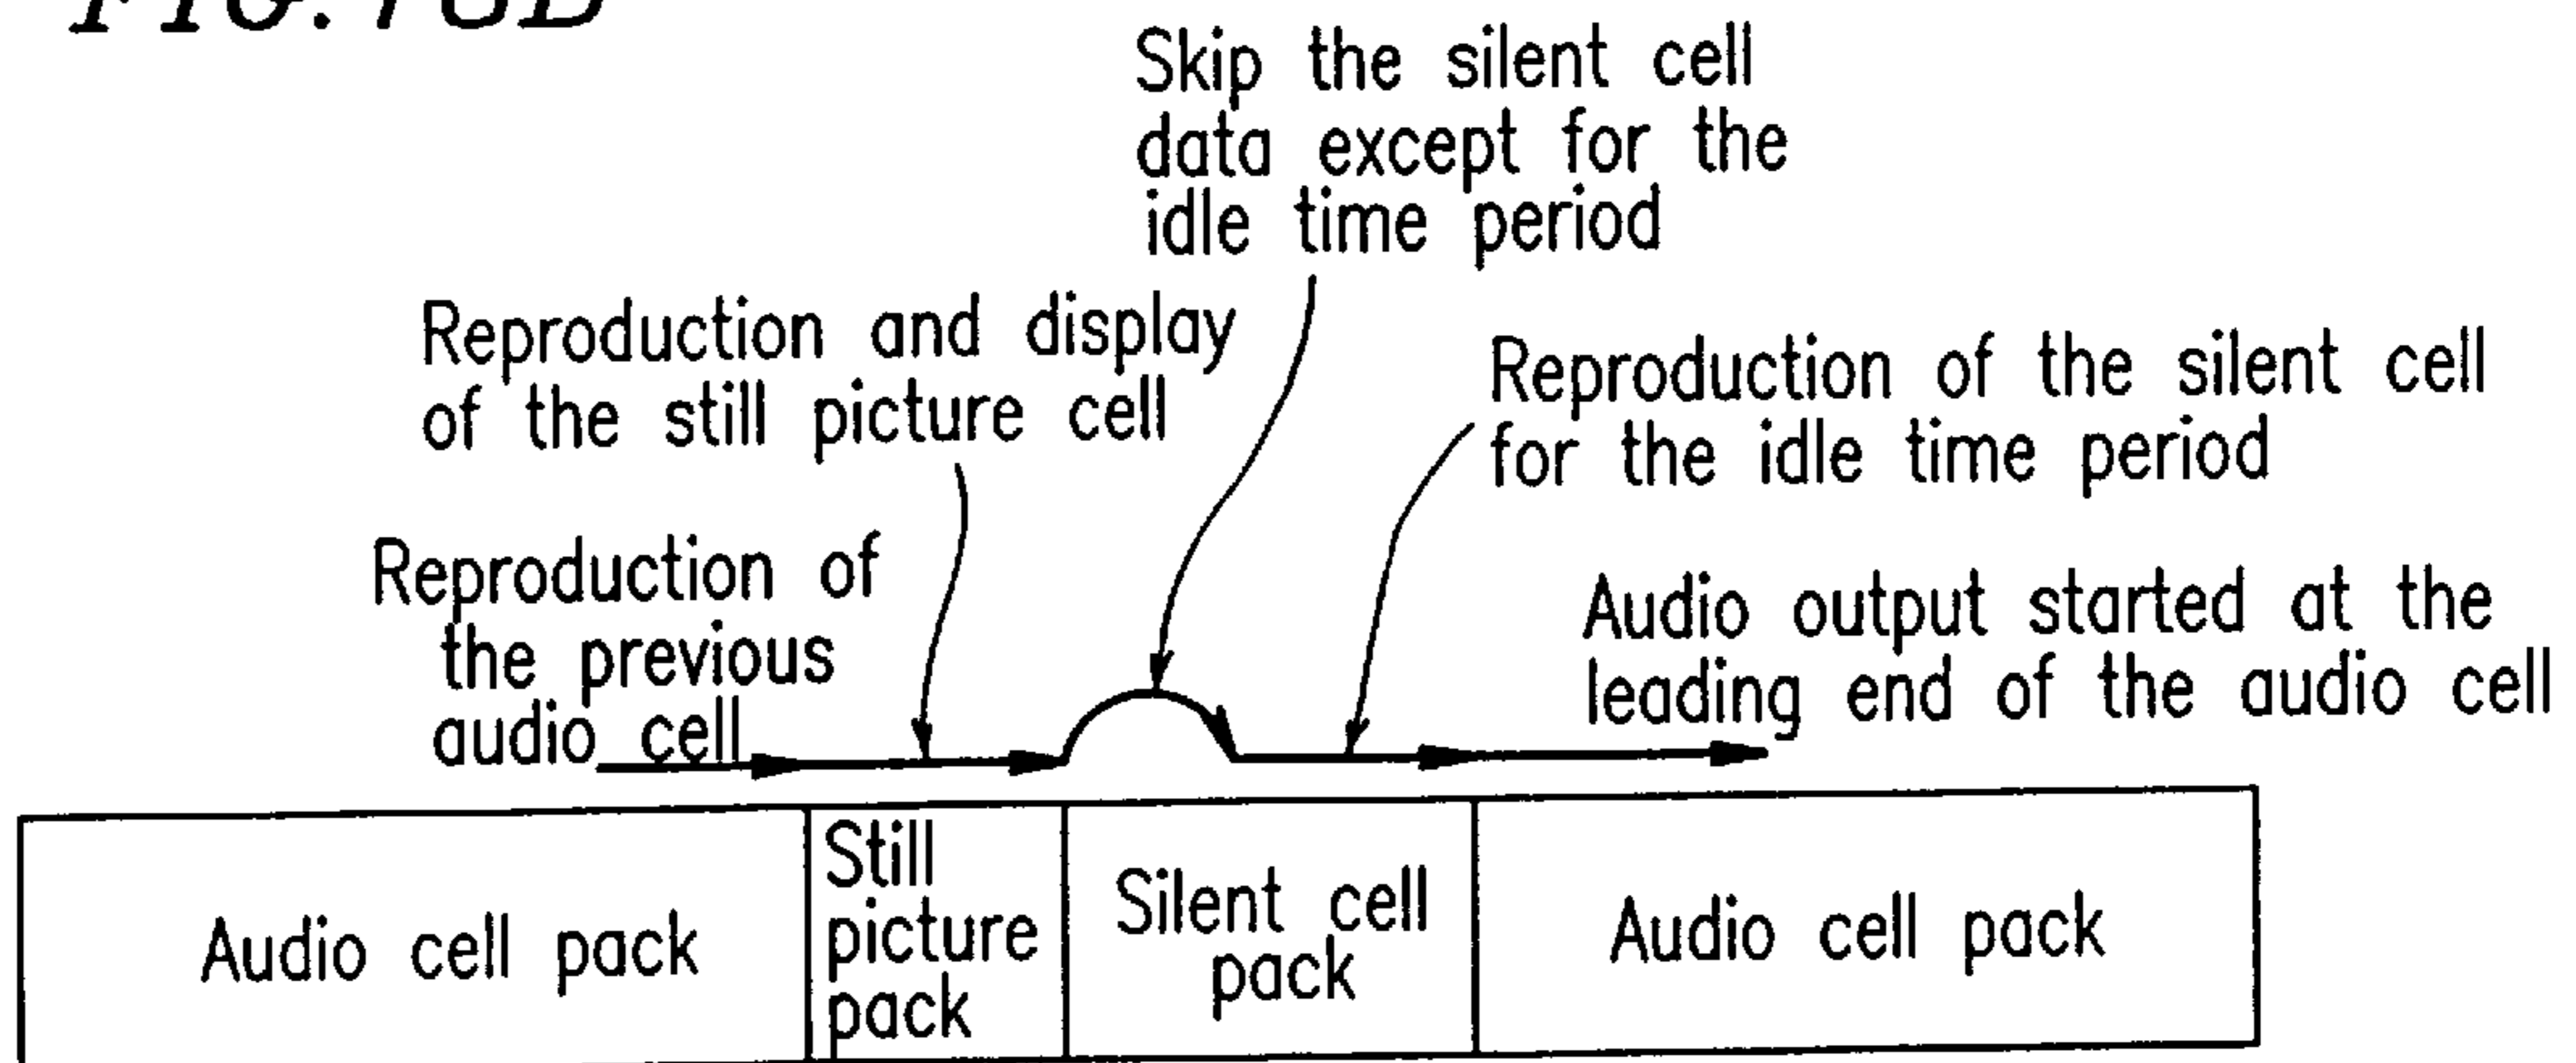 FIG. 78B
Skip the silent cell
data except for the
idle time period
Reproduction and display
of the still picture cell
Reproduction of the silent cell
for the idle time period
Reproduction of
the previous
audio cell
Audio output started at the
leading end of the audio cell
Audio cell pack
Still
picture
pack
Silent cell
pack
Audio cell pack